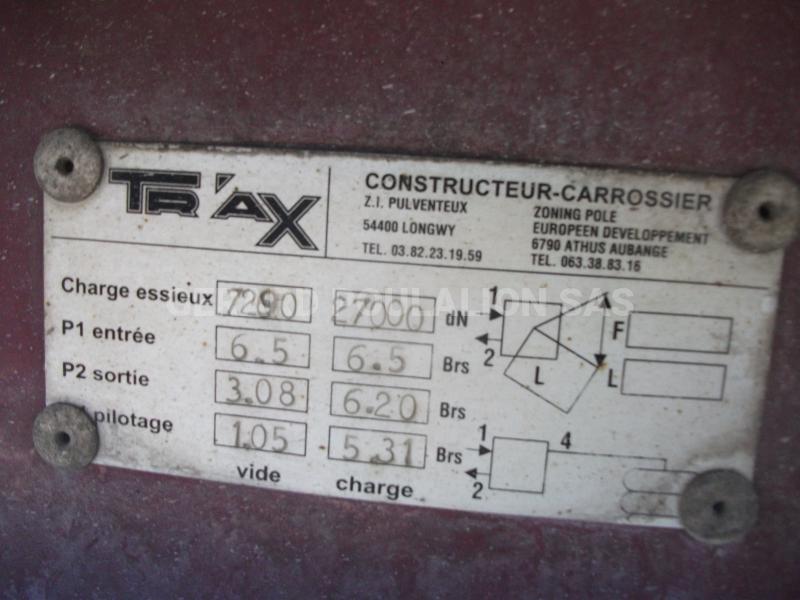 TRAX
CONSTRUCTEUR-CARROSSIER
Z.I. PULVENTEUX
54400 LONGWY
TEL. 03.82.23.19.59
ZONING POLE
EUROPEEN DEVELOPPEMENT
6790 ATHUS AUBANGE
TEL. 063.38.83.16
Charge essieux 7290 27000 dN
P1 entrée 6.5 6.5 Brs
P2 sortie 3.08 6.20 Brs
pilotage 1.05 5.31 Brs
vide charge
1 2 L F L
1 2 4
SAS